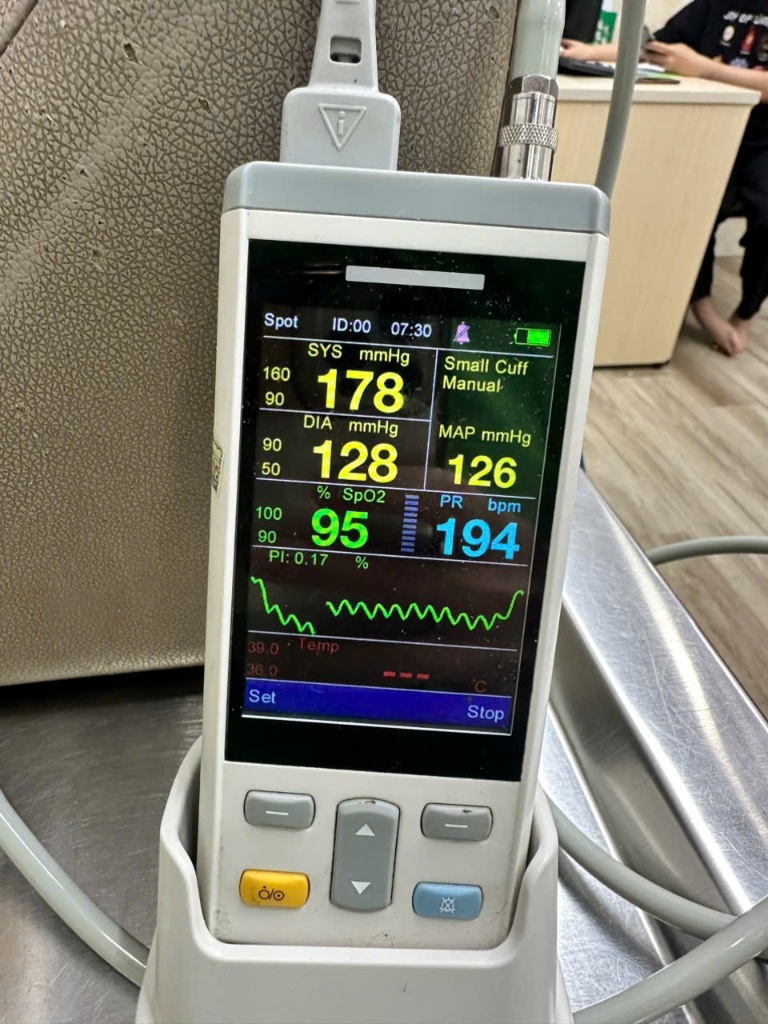 Spot ID:00 07:30
SYS mmHg
160
90
178
Small Cuff
Manual
DIA mmHg
90
50
128
MAP mmHg
126
% SpO2
100
90
95
PR bpm
194
PI: 0.17 %
39.0 Temp
36.0
--- °C
Set Stop
JOY OF